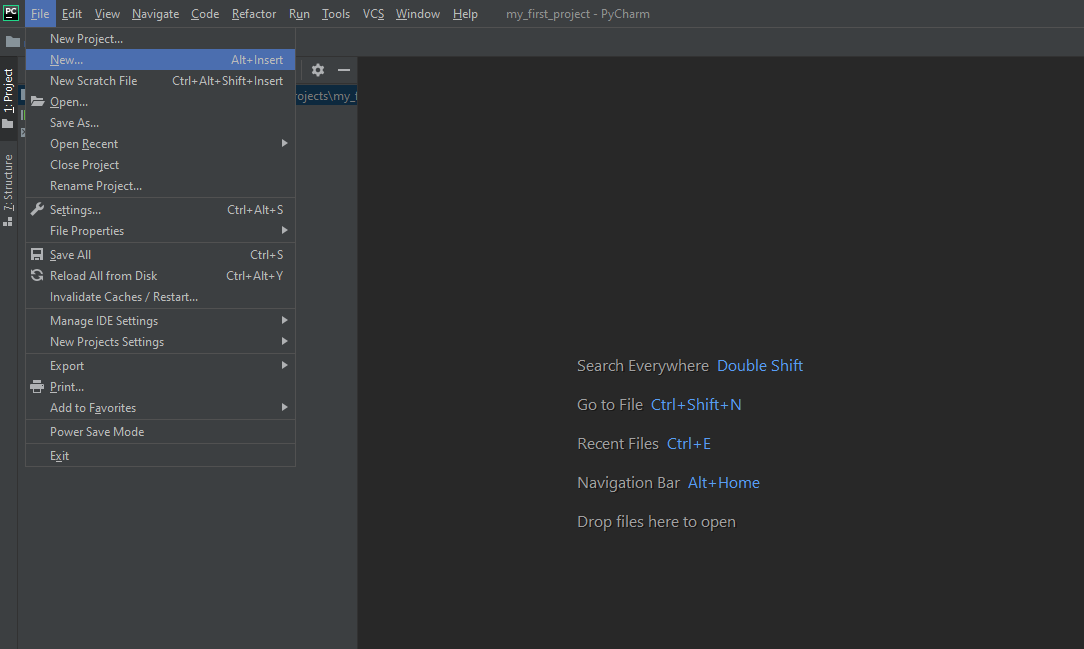 PC File Edit View Navigate Code Refactor Run Tools VCS Window Help my_first_project - PyCharm
New Project...
New... Alt+Insert
New Scratch File Ctrl+Alt+Shift+Insert
Open...
Save As...
Open Recent
Close Project
Rename Project...
Settings... Ctrl+Alt+S
File Properties
Save All Ctrl+S
Reload All from Disk Ctrl+Alt+Y
Invalidate Caches / Restart...
Manage IDE Settings
New Projects Settings
Export
Print...
Add to Favorites
Power Save Mode
Exit
1: Project
7: Structure
rojects\my_f
Search Everywhere Double Shift
Go to File Ctrl+Shift+N
Recent Files Ctrl+E
Navigation Bar Alt+Home
Drop files here to open